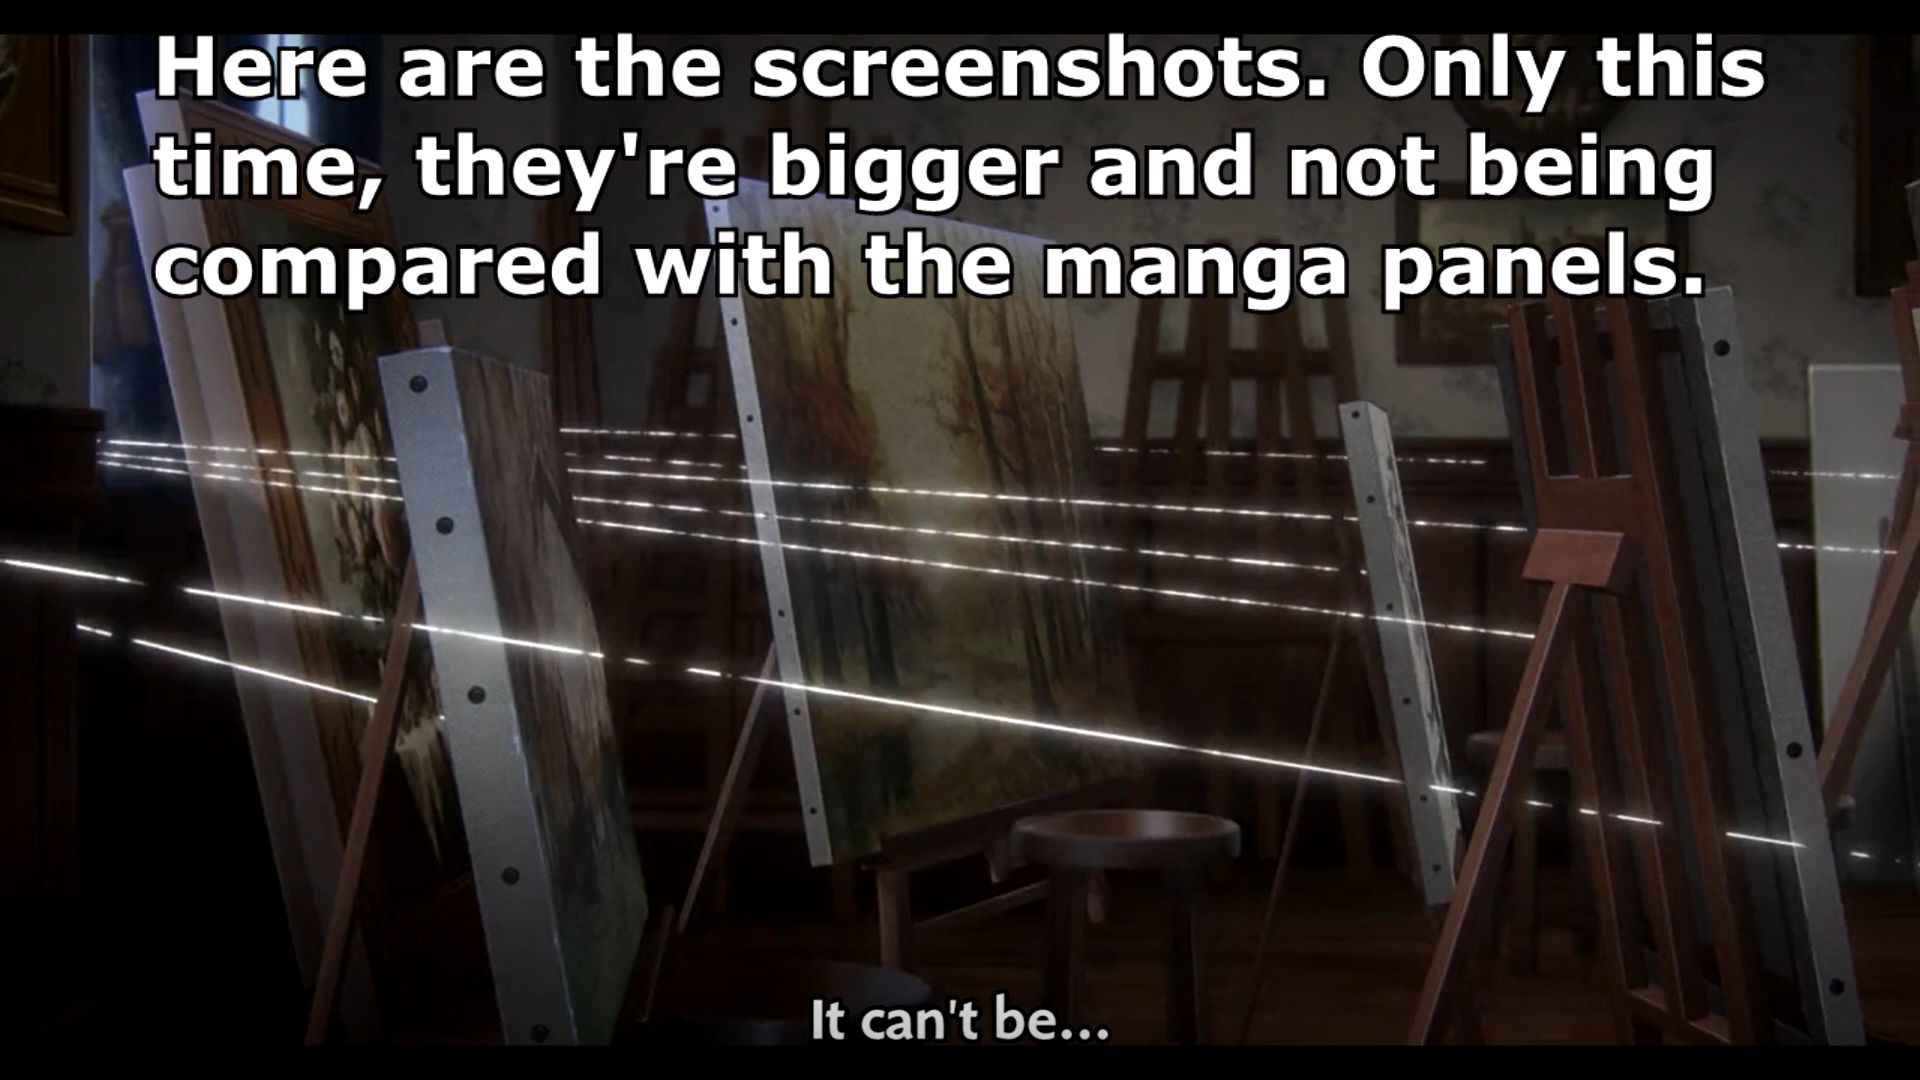 Here are the screenshots. Only this
time, they're bigger and not being
compared with the manga panels.
It can't be...